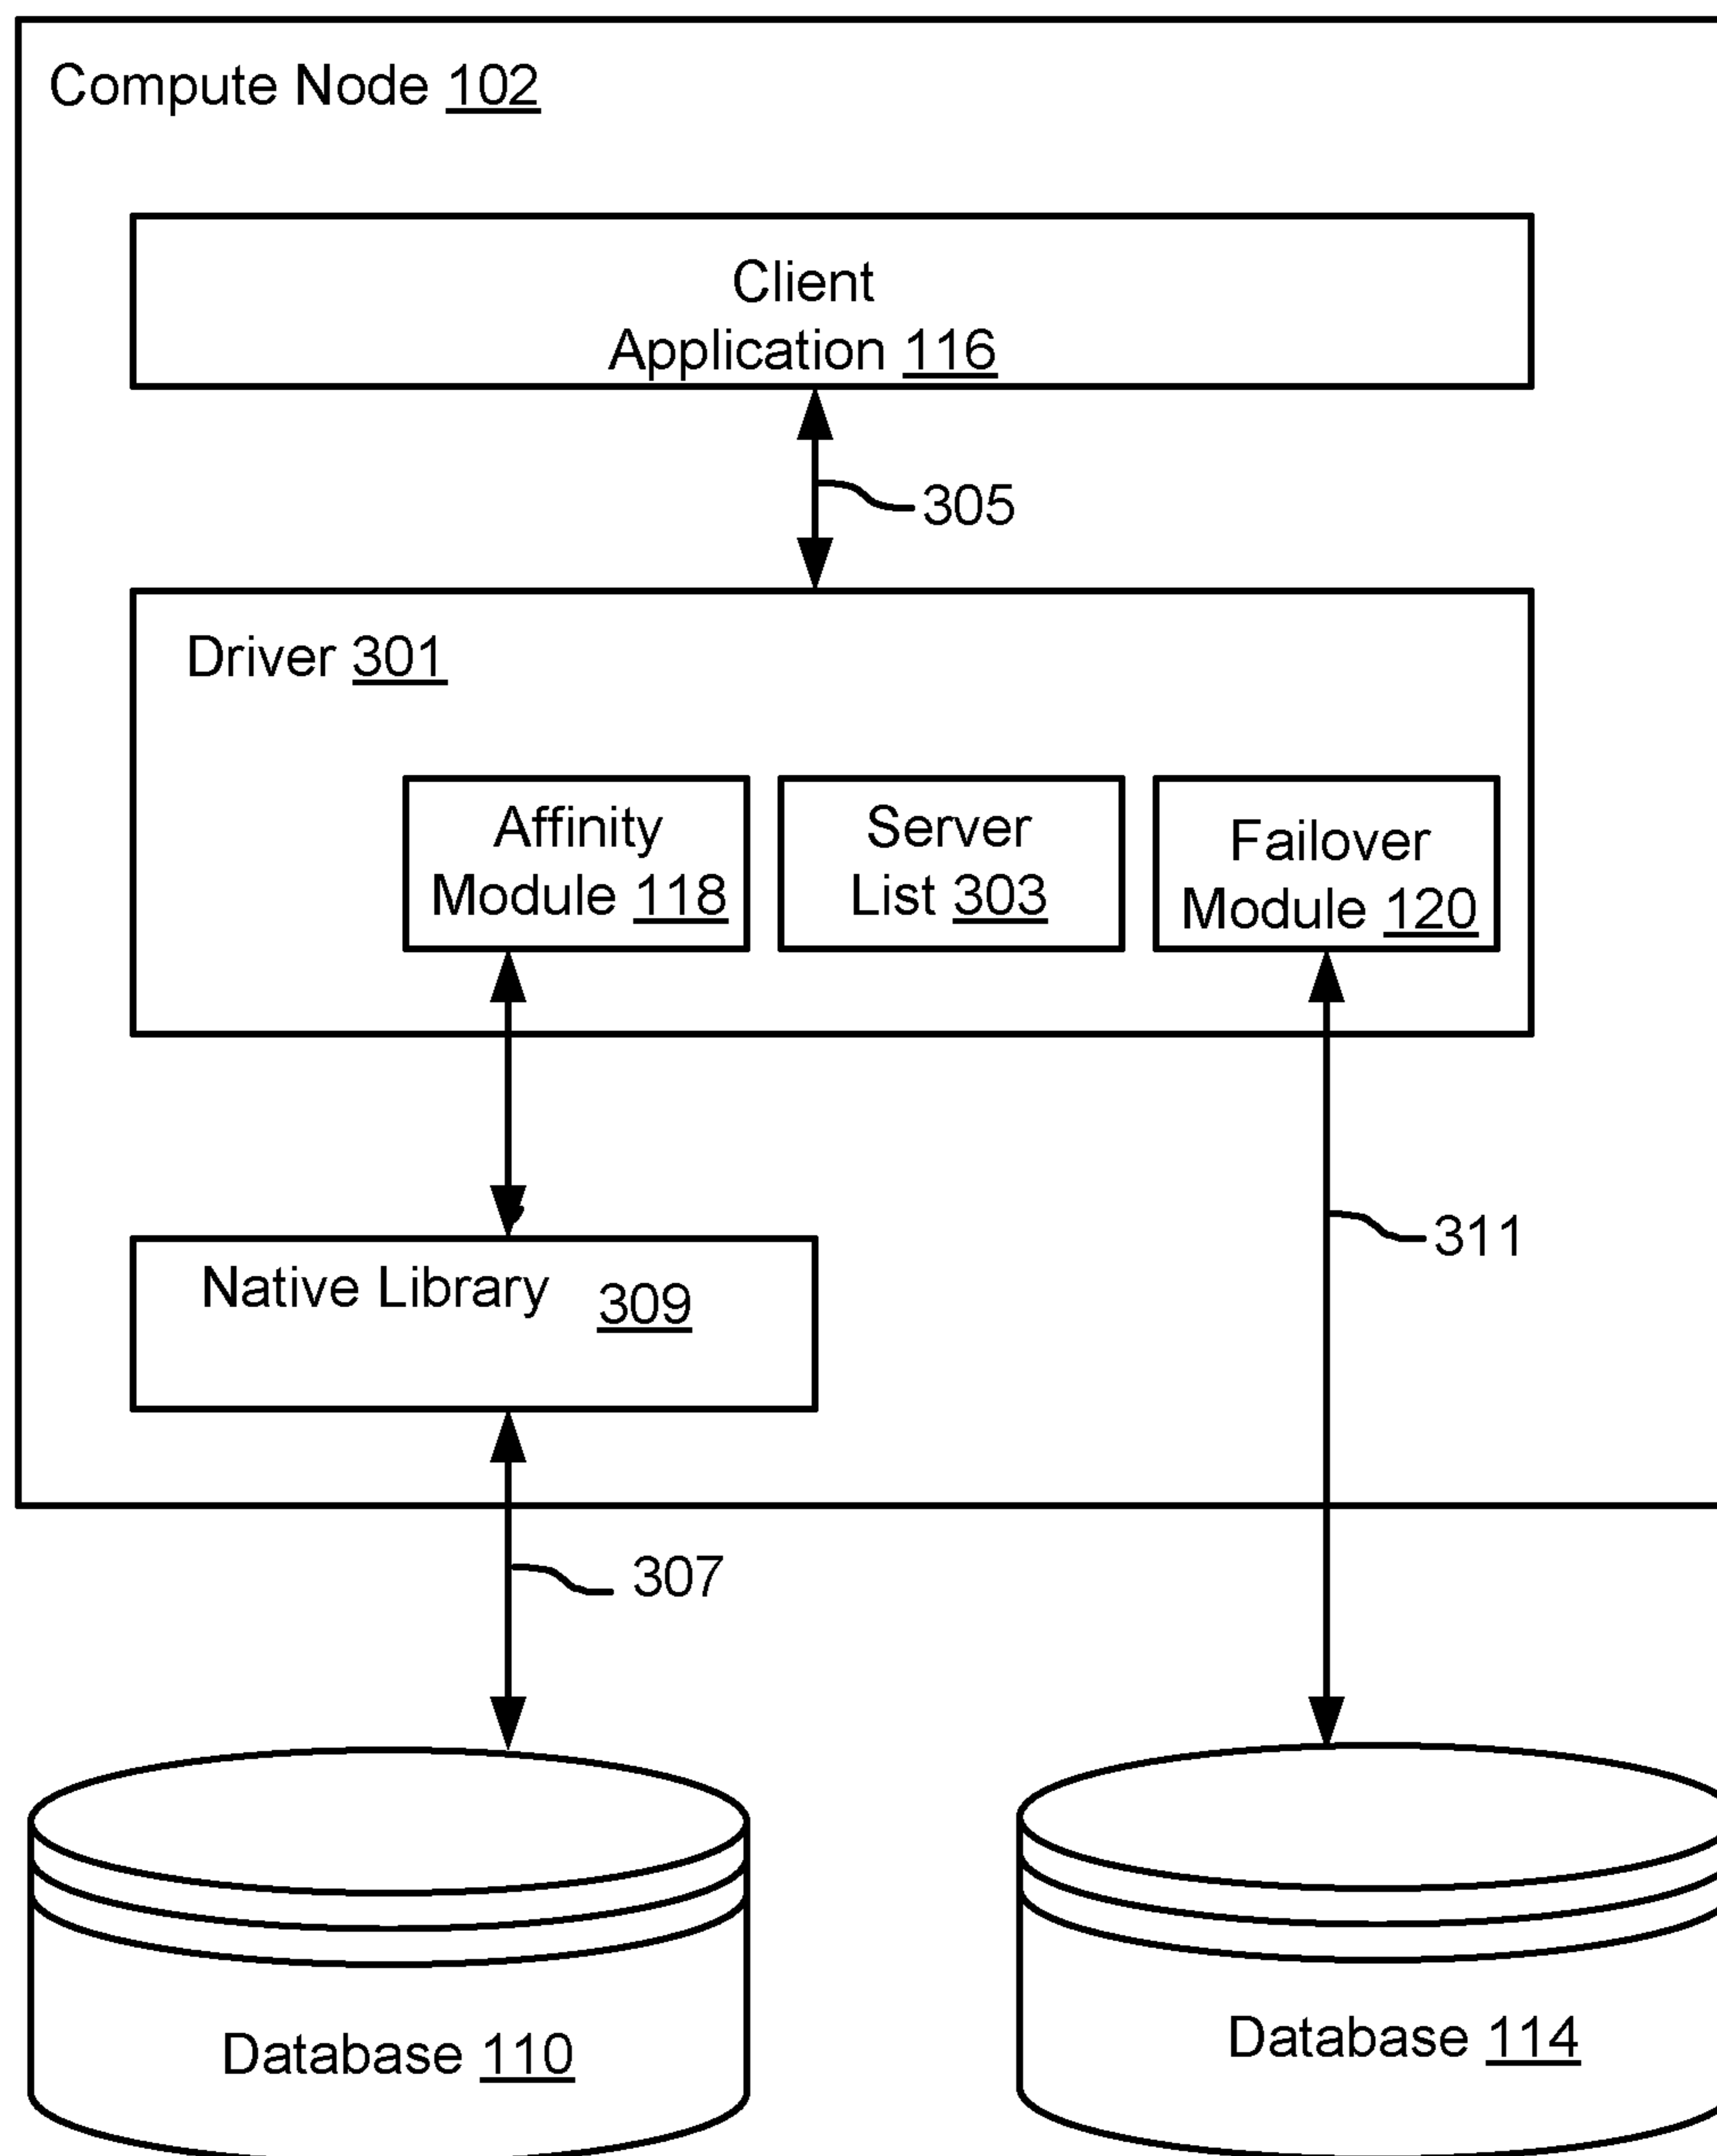 Compute Node 102
Client
Application 116
305
Driver 301
Affinity
Module 118
Server
List 303
Failover
Module 120
311
Native Library 309
307
Database 110
Database 114